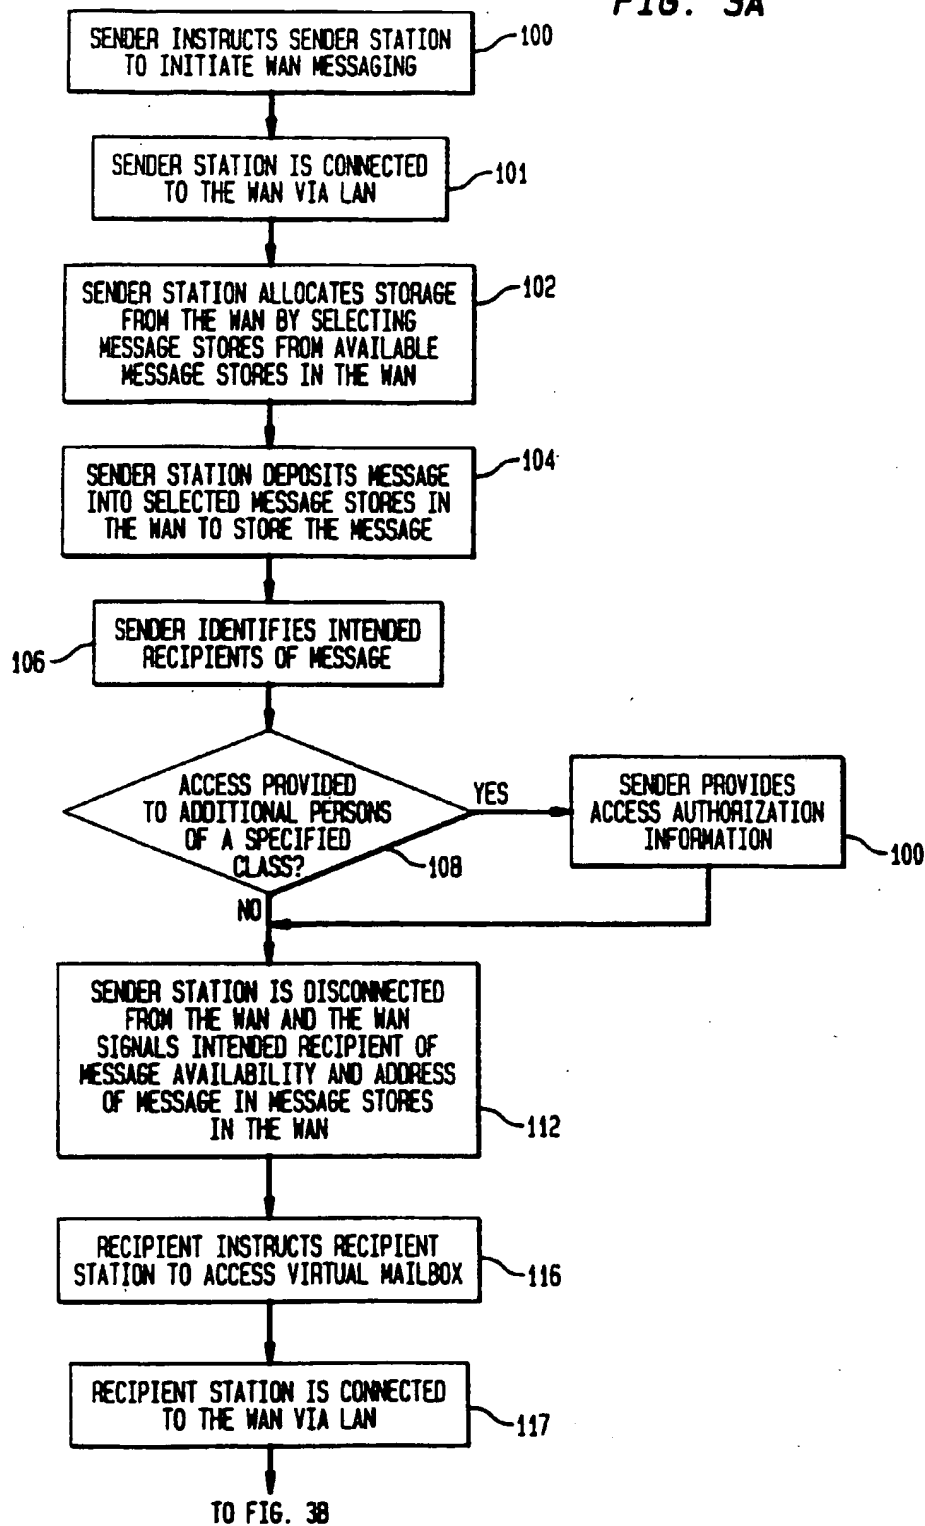 FIG. 3A
SENDER INSTRUCTS SENDER STATION
TO INITIATE WAN MESSAGING
100
SENDER STATION IS CONNECTED
TO THE WAN VIA LAN
101
SENDER STATION ALLOCATES STORAGE
FROM THE WAN BY SELECTING
MESSAGE STORES FROM AVAILABLE
MESSAGE STORES IN THE WAN
102
SENDER STATION DEPOSITS MESSAGE
INTO SELECTED MESSAGE STORES IN
THE WAN TO STORE THE MESSAGE
104
SENDER IDENTIFIES INTENDED
RECIPIENTS OF MESSAGE
106
ACCESS PROVIDED
TO ADDITIONAL PERSONS
OF A SPECIFIED
CLASS?
108
YES
SENDER PROVIDES
ACCESS AUTHORIZATION
INFORMATION
100
NO
SENDER STATION IS DISCONNECTED
FROM THE WAN AND THE WAN
SIGNALS INTENDED RECIPIENT OF
MESSAGE AVAILABILITY AND ADDRESS
OF MESSAGE IN MESSAGE STORES
IN THE WAN
112
RECIPIENT INSTRUCTS RECIPIENT
STATION TO ACCESS VIRTUAL MAILBOX
116
RECIPIENT STATION IS CONNECTED
TO THE WAN VIA LAN
117
TO FIG. 3B